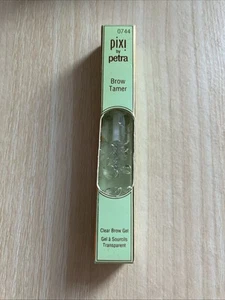 0744
pixi
by
petra
Brow
Tamer
Clear Brow Gel
Gel à Sourcils
Transparent